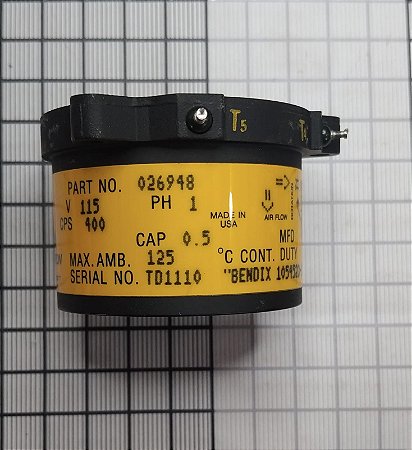 T5
PART NO. 026948
V 115 PH 1
CPS 400
MADE IN
USA
AIR FLOW
CAP 0.5 MFD
MAX. AMB. 125 °C CONT. DUTY
SERIAL NO. TD1110 "BENDIX